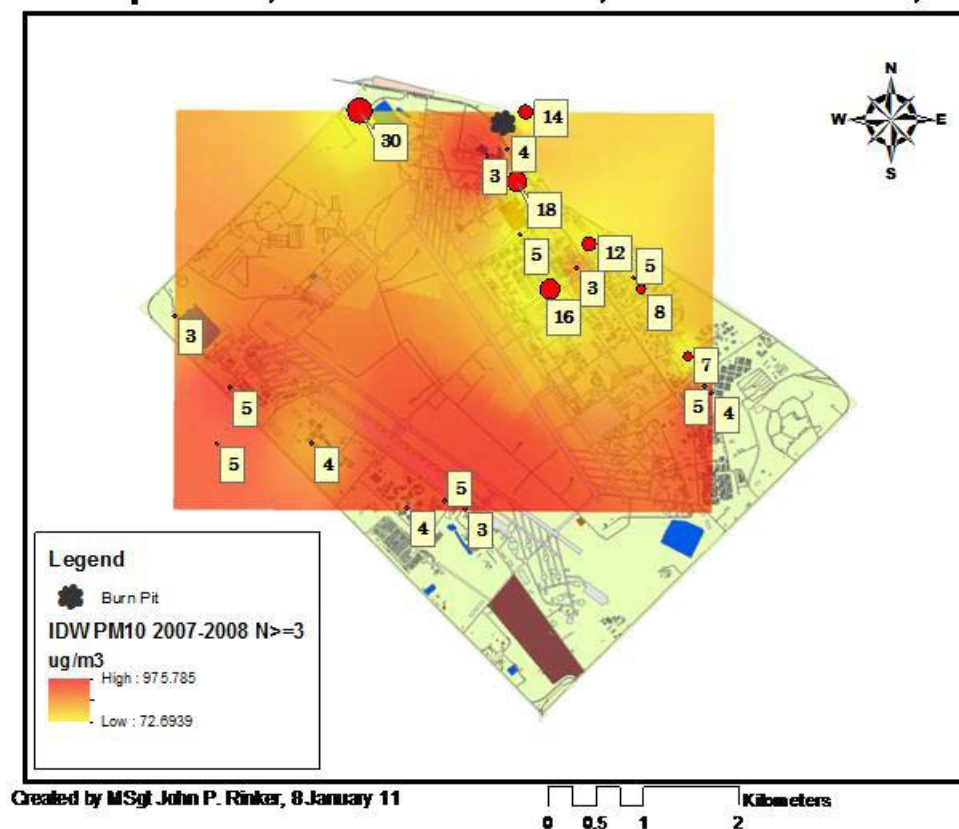 N
W
E
S
14
30
4
3
18
12
5
5
3
8
16
3
7
5
5
4
5
4
5
4
3
Legend
Burn Pit
IDW PM10 2007-2008 N>=3
ug/m3
High : 975.785
Low : 72.6939
Created by MSgt John P. Rinker, 8 January 11
Kilometers
0 0.5 1 2